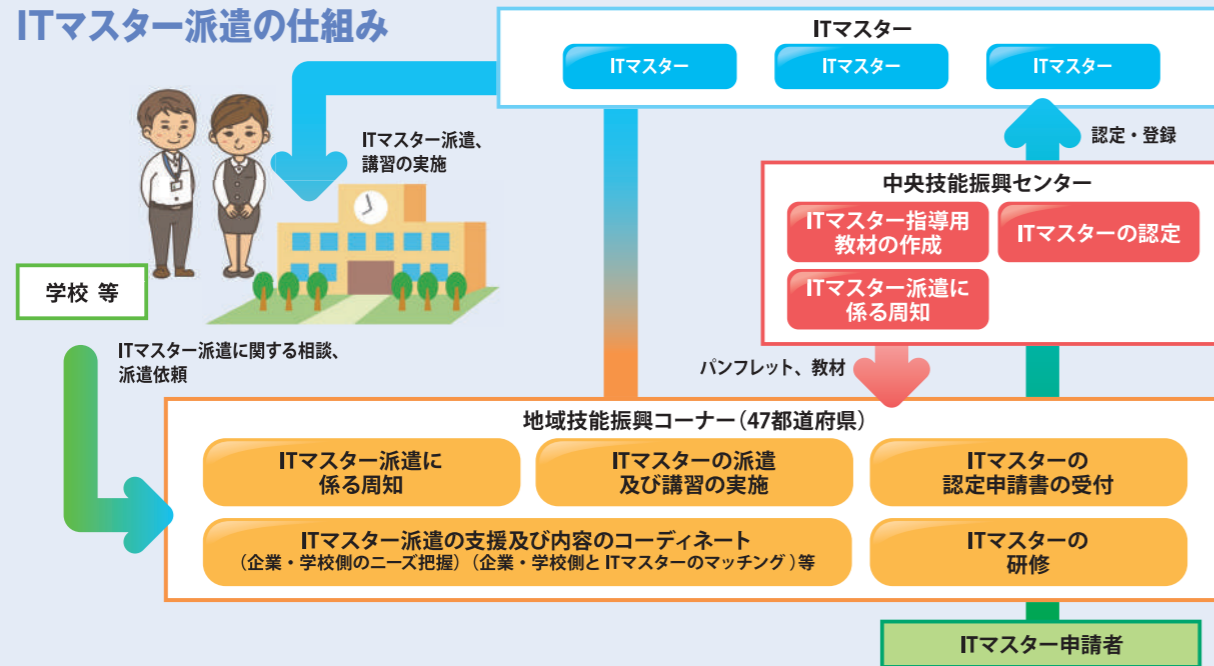 ITマスター派遣の仕組み
ITマスター
ITマスター
ITマスター
ITマスター
ITマスター派遣、
講習の実施
認定・登録
中央技能振興センター
ITマスター指導用
教材の作成
ITマスターの認定
ITマスター派遣に
係る周知
学校 等
ITマスター派遣に関する相談、
派遣依頼
パンフレット、教材
地域技能振興コーナー(47都道府県)
ITマスター派遣に
係る周知
ITマスターの派遣
及び講習の実施
ITマスターの
認定申請書の受付
ITマスター派遣の支援及び内容のコーディネート
(企業・学校側のニーズ把握)(企業・学校側とITマスターのマッチング)等
ITマスターの
研修
ITマスター申請者